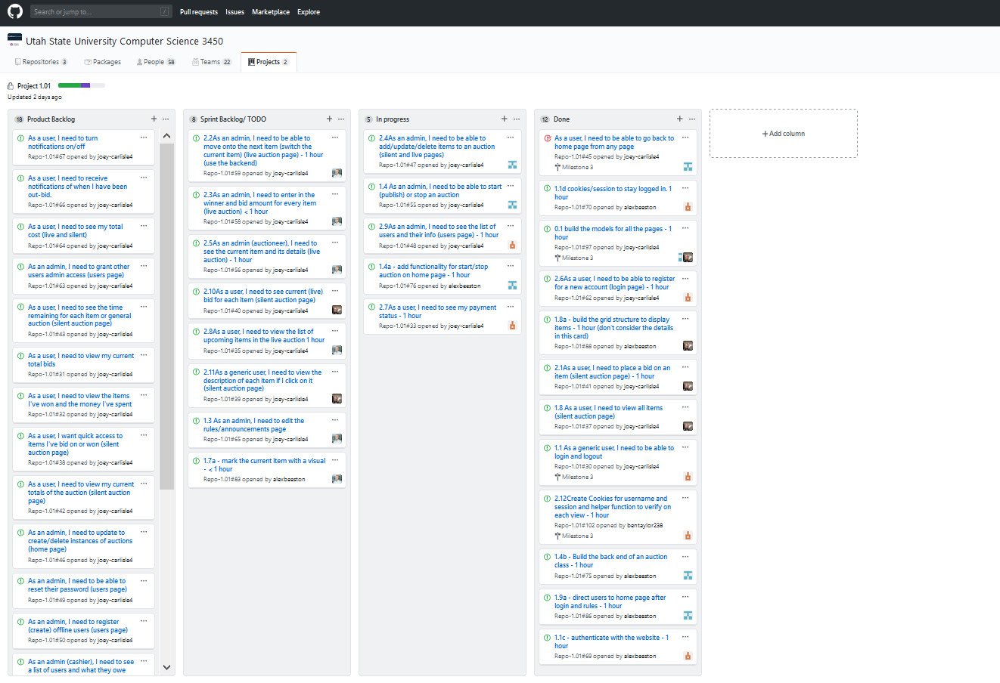 Search or jump to...
/
Pull requests
Issues
Marketplace
Explore
Utah State University Computer Science 3450
Repositories 3
Packages
People 58
Teams 22
Projects 2
Project 1.01
Updated 2 days ago
18 Product Backlog
As a user, I need to turn
notifications on/off
Repo-1.01#67 opened by joey-carlisle4
As a user, I need to receive
notifications of when I have been
out-bid.
Repo-1.01#66 opened by joey-carlisle4
As a user, I need to see my total
cost (live and silent)
Repo-1.01#64 opened by joey-carlisle4
As an admin, I need to grant other
users admin access (users page)
Repo-1.01#63 opened by joey-carlisle4
As a user, I need to see the time
remaining for each item or general
auction (silent auction page)
Repo-1.01#43 opened by joey-carlisle4
As a user, I need to view my current
total bids
Repo-1.01#31 opened by joey-carlisle4
As a user, I need to view the items
I've won and the money I've spent
Repo-1.01#32 opened by joey-carlisle4
As a user, I want quick access to
items I've bid on or won (silent
auction page)
Repo-1.01#38 opened by joey-carlisle4
As a user, I need to view my current
totals of the auction (silent auction
page)
Repo-1.01#42 opened by joey-carlisle4
As an admin, I need to update to
create/delete instances of auctions
(home page)
Repo-1.01#46 opened by joey-carlisle4
As an admin, I need to be able to
reset their password (users page)
Repo-1.01#49 opened by joey-carlisle4
As an admin, I need to register
(create) offline users (users page)
Repo-1.01#50 opened by joey-carlisle4
As an admin (cashier), I need to see
a list of users and what they owe
8 Sprint Backlog/ TODO
2.2As an admin, I need to be able to
move onto the next item (switch the
current item) (live auction page) - 1 hour
(use the backend)
Repo-1.01#59 opened by joey-carlisle4
2.3As an admin, I need to enter in the
winner and bid amount for every item
(live auction) < 1 hour
Repo-1.01#58 opened by joey-carlisle4
2.5As an admin (auctioneer), I need to
see the current item and its details (live
auction) - 1 hour
Repo-1.01#56 opened by joey-carlisle4
2.10As a user, I need to see current (live)
bid for each item (silent auction page)
Repo-1.01#40 opened by joey-carlisle4
2.8As a user, I need to view the list of
upcoming items in the live auction 1 hour
Repo-1.01#35 opened by joey-carlisle4
2.11As a generic user, I need to view the
description of each item if I click on it
(silent auction page)
Repo-1.01#39 opened by joey-carlisle4
1.3 As an admin, I need to edit the
rules/announcements page
Repo-1.01#65 opened by joey-carlisle4
1.7a - mark the current item with a visual
- < 1 hour
Repo-1.01#83 opened by alexbeeston
5 In progress
2.4As an admin, I need to be able to
add/update/delete items to an auction
(silent and live pages)
Repo-1.01#47 opened by joey-carlisle4
1.4 As an admin, I need to be able to start
(publish) or stop an auction
Repo-1.01#55 opened by joey-carlisle4
2.9As an admin, I need to see the list of
users and their info (users page) - 1 hour
Repo-1.01#48 opened by joey-carlisle4
1.4a - add functionality for start/stop
auction on home page - 1 hour
Repo-1.01#76 opened by alexbeeston
2.7As a user, I need to see my payment
status - 1 hour
Repo-1.01#33 opened by joey-carlisle4
12 Done
As a user, I need to be able to go back to
home page from any page
Repo-1.01#45 opened by joey-carlisle4
Milestone 3
1.1d cookies/session to stay logged in. 1
hour
Repo-1.01#70 opened by alexbeeston
0.1 build the models for all the pages - 1
hour
Repo-1.01#97 opened by joey-carlisle4
Milestone 3
2.6As a user, I need to be able to register
for a new account (login page) - 1 hour
Repo-1.01#62 opened by joey-carlisle4
1.8a - build the grid structure to display
items - 1 hour (don't consider the details
in this card)
Repo-1.01#88 opened by alexbeeston
2.1As a user, I need to place a bid on an
item (silent auction page) - 1 hour
Repo-1.01#41 opened by joey-carlisle4
1.8 As a user, I need to view all items
(silent auction page)
Repo-1.01#37 opened by joey-carlisle4
1.1 As a generic user, I need to be able to
login and logout
Repo-1.01#30 opened by joey-carlisle4
Milestone 3
2.12Create Cookies for username and
session and helper function to verify on
each view - 1 hour
Repo-1.01#102 opened by bentaylor238
Milestone 3
1.4b - Build the back end of an auction
class - 1 hour
Repo-1.01#75 opened by alexbeeston
1.9a - direct users to home page after
login and rules - 1 hour
Repo-1.01#86 opened by alexbeeston
1.1c - authenticate with the website - 1
hour
Repo-1.01#69 opened by alexbeeston
+ Add column